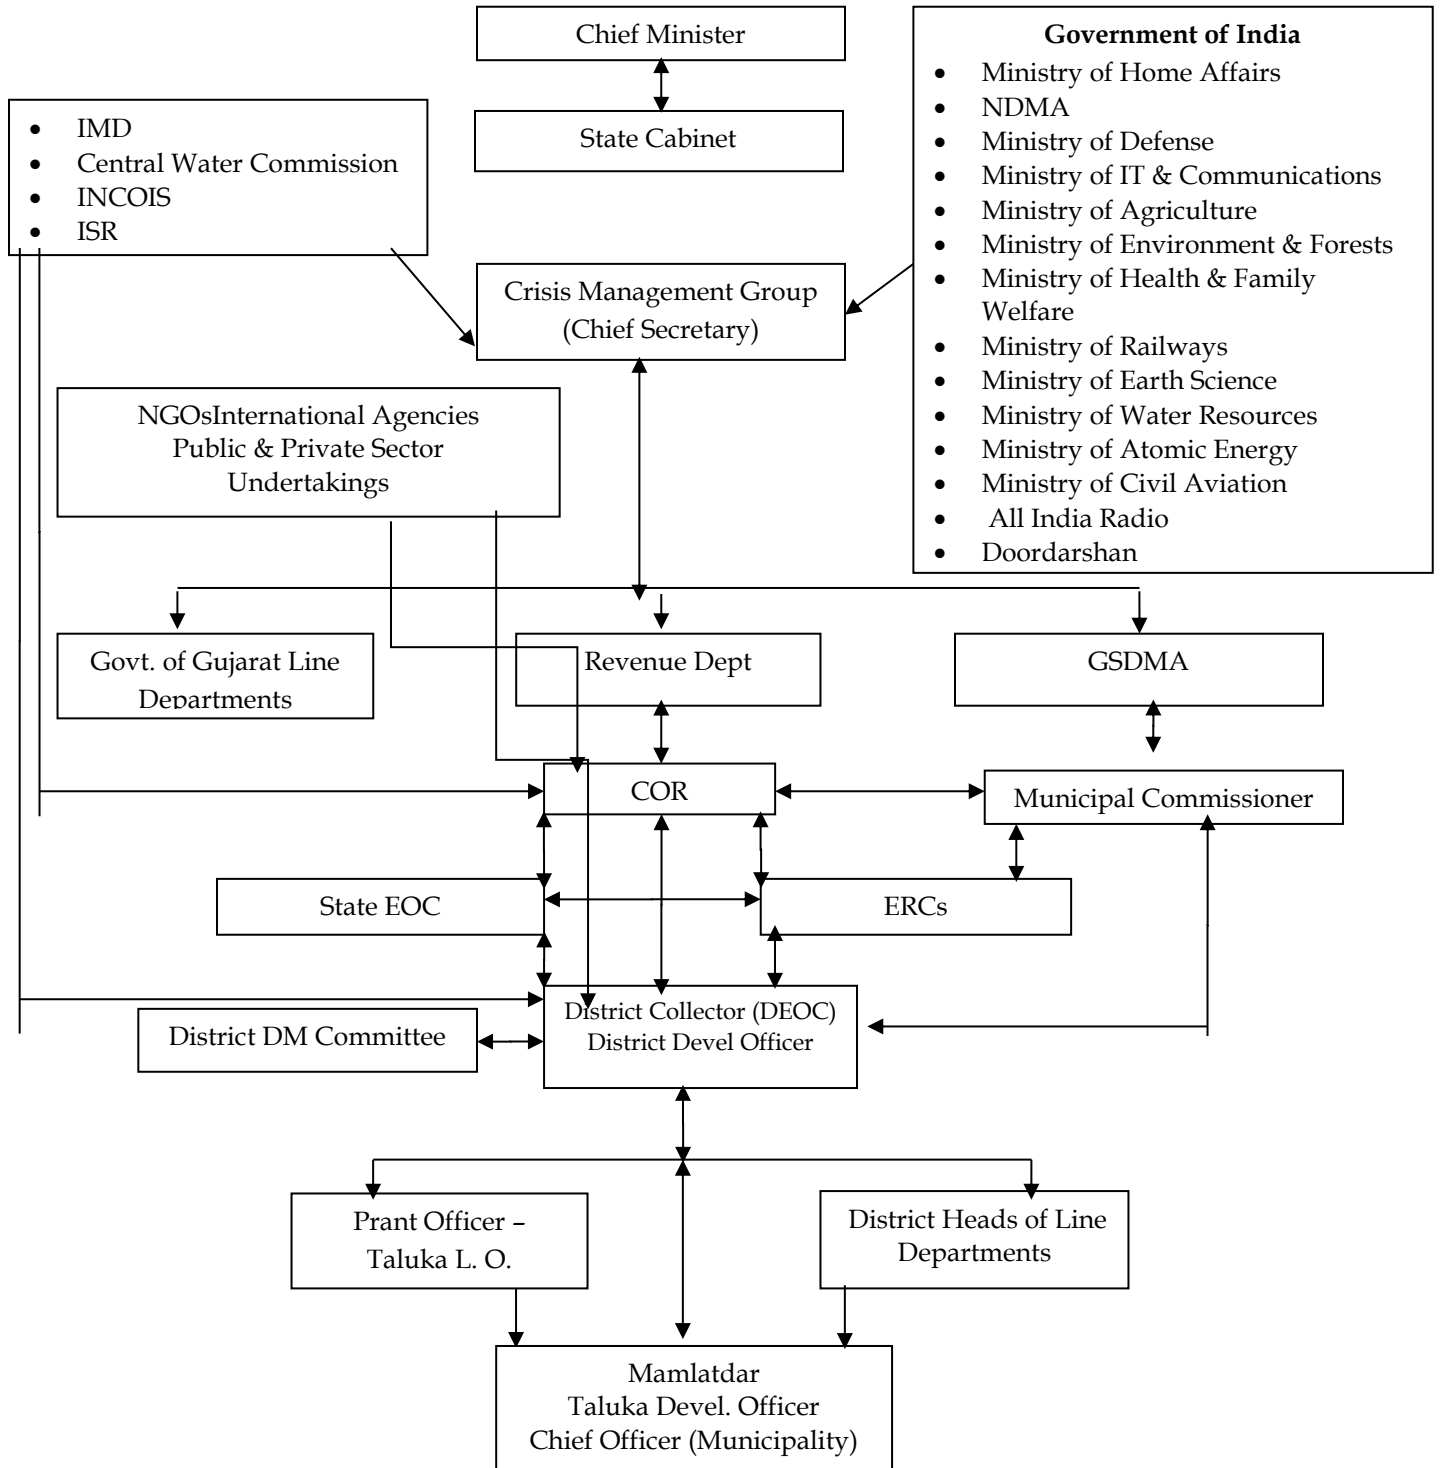 Chief Minister
State Cabinet
Government of India
• Ministry of Home Affairs
• NDMA
• Ministry of Defense
• Ministry of IT & Communications
• Ministry of Agriculture
• Ministry of Environment & Forests
• Ministry of Health & Family
Welfare
• Ministry of Railways
• Ministry of Earth Science
• Ministry of Water Resources
• Ministry of Atomic Energy
• Ministry of Civil Aviation
• All India Radio
• Doordarshan
• IMD
• Central Water Commission
• INCOIS
• ISR
Crisis Management Group
(Chief Secretary)
NGOsInternational Agencies
Public & Private Sector
Undertakings
Govt. of Gujarat Line
Departments
Revenue Dept
GSDMA
COR
Municipal Commissioner
State EOC
ERCs
District Collector (DEOC)
District Devel Officer
District DM Committee
Prant Officer –
Taluka L. O.
District Heads of Line
Departments
Mamlatdar
Taluka Devel. Officer
Chief Officer (Municipality)